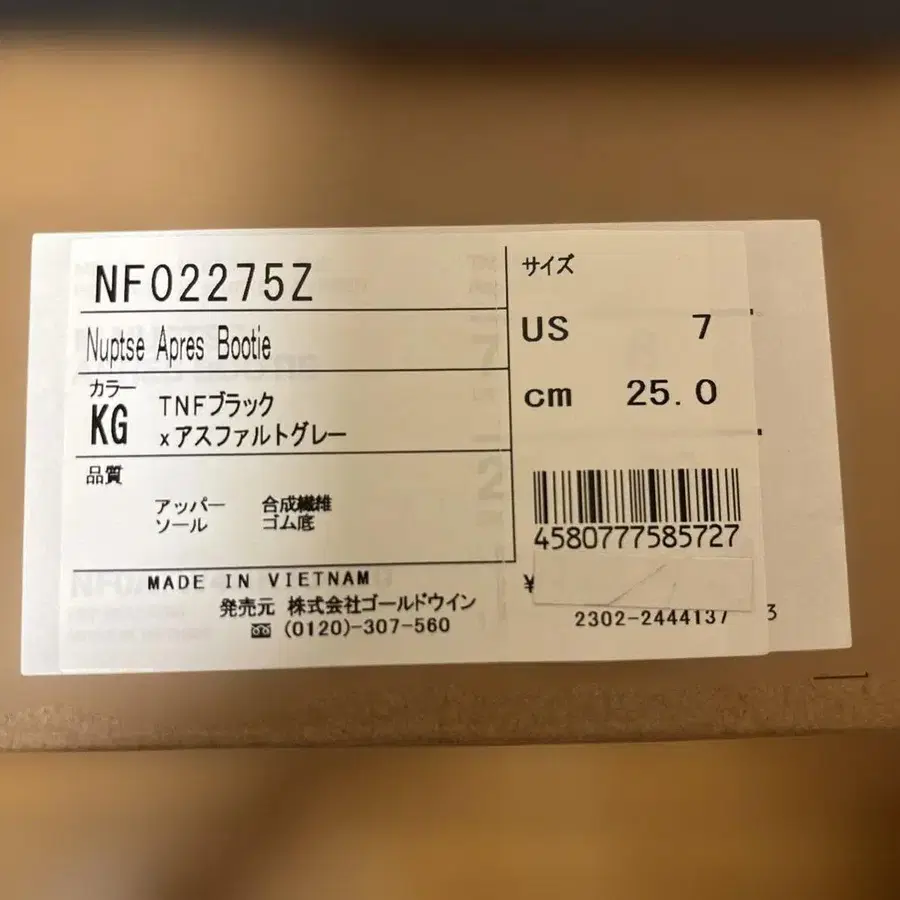 NF02275Z
Nuptse Apres Bootie
カラー
KG TNFブラック
xアスファルトグレー
品質
アッパー 合成繊維
ソール ゴム底
MADE IN VIETNAM
発売元 株式会社ゴールドウイン
(0120)-307-560
サイズ
US 7
cm 25.0
4580777585727
¥
2302-2444137
3